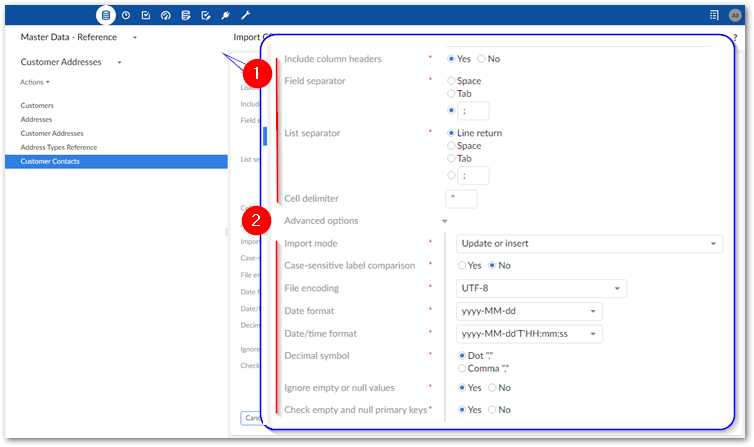 aa
Master Data - Reference
Import C
?
Customer Addresses
Actions
Customers
Addresses
Customer Addresses
Address Types Reference
Customer Contacts
Load
Includ
Field s
List se
Cel
Import
Case-s
File en
Date f
Date/t
Decim
Ignore
Check
Canc
1
Include column headers * Yes No
Field separator * Space
Tab
;
List separator * Line return
Space
Tab
;
Cell delimiter "
2
Advanced options
Import mode * Update or insert
Case-sensitive label comparison * Yes No
File encoding * UTF-8
Date format * yyyy-MM-dd
Date/time format * yyyy-MM-dd'T'HH:mm:ss
Decimal symbol * Dot "."
Comma ","
Ignore empty or null values * Yes No
Check empty and null primary keys * Yes No